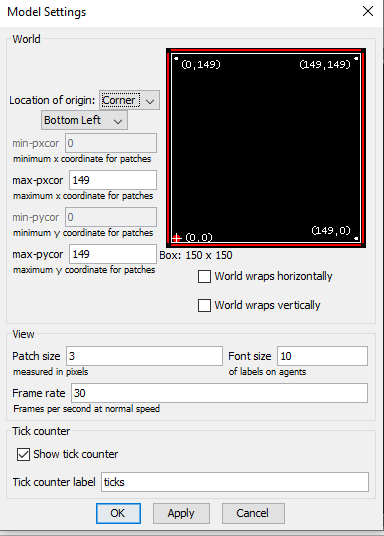 Model Settings
World
(0,149) (149,149)
Location of origin: Corner
Bottom Left
min-pxcor 0
minimum x coordinate for patches
max-pxcor 149
maximum x coordinate for patches
min-pycor 0
minimum y coordinate for patches
(149,0)
(0,0)
max-pycor 149
Box: 150 x 150
maximum y coordinate for patches
World wraps horizontally
World wraps vertically
View
Patch size 3 Font size 10
measured in pixels of labels on agents
Frame rate 30
Frames per second at normal speed
Tick counter
Show tick counter
Tick counter label ticks
OK Apply Cancel